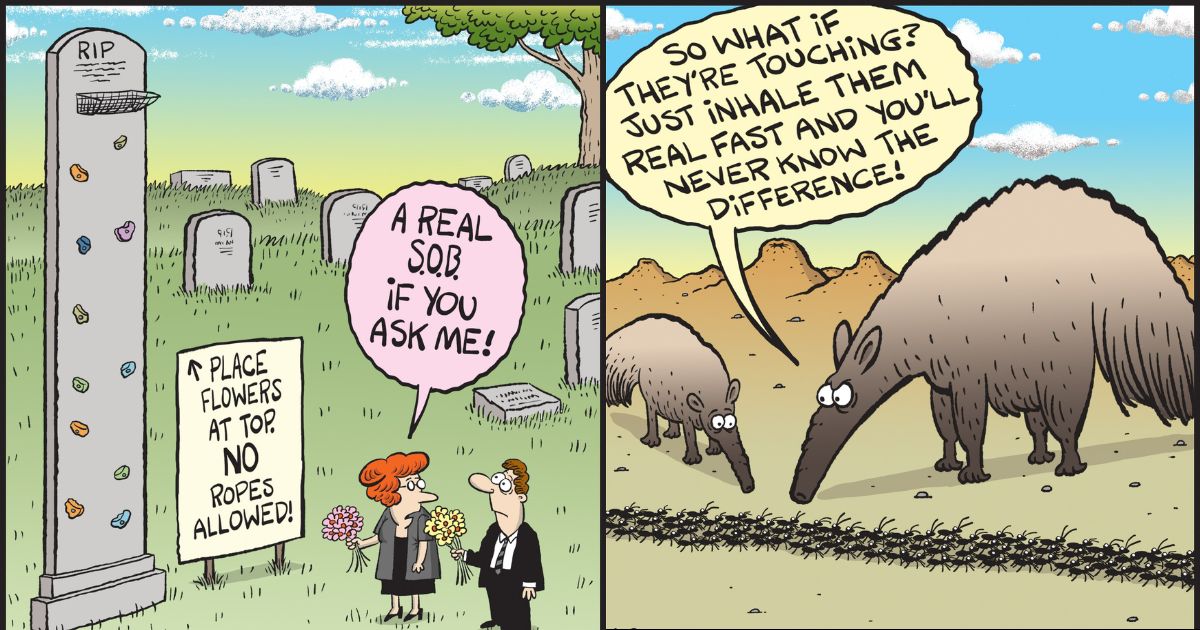 RIP
A REAL
S.O.B.
IF YOU
ASK ME!
↑ PLACE
FLOWERS
AT TOP.
NO
ROPES
ALLOWED!
SO WHAT IF
THEY'RE TOUCHING?
JUST INHALE THEM
REAL FAST AND YOU'LL
NEVER KNOW THE
DIFFERENCE!